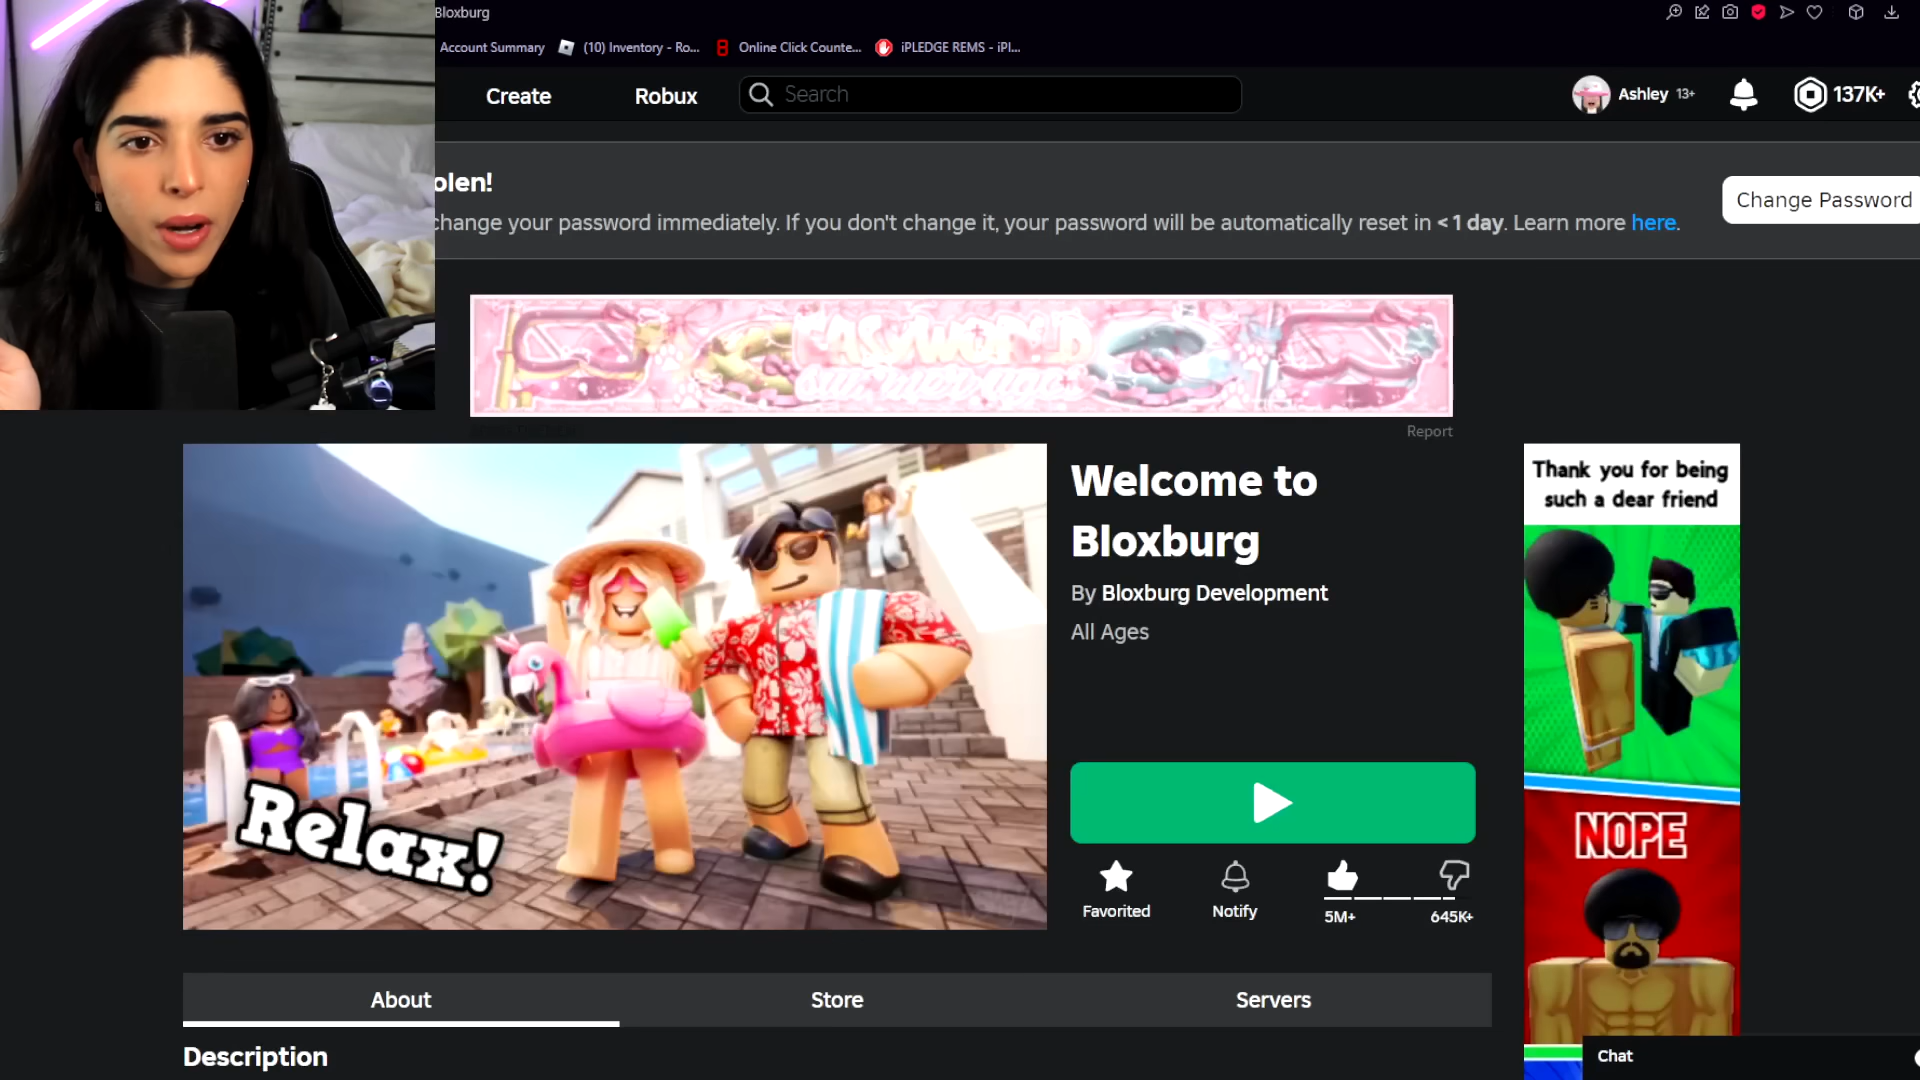 Bloxburg
Account Summary
(10) Inventory - Ro...
Online Click Counte...
iPLEDGE REMS - iPl...
Create
Robux
Search
Ashley 13+
137K+
olen!
change your password immediately. If you don't change it, your password will be automatically reset in < 1 day. Learn more here.
Change Password
Report
Relax!
Welcome to
Bloxburg
By Bloxburg Development
All Ages
Favorited
Notify
5M+
645K+
Thank you for being
such a dear friend
NOPE
About
Store
Servers
Description
Chat